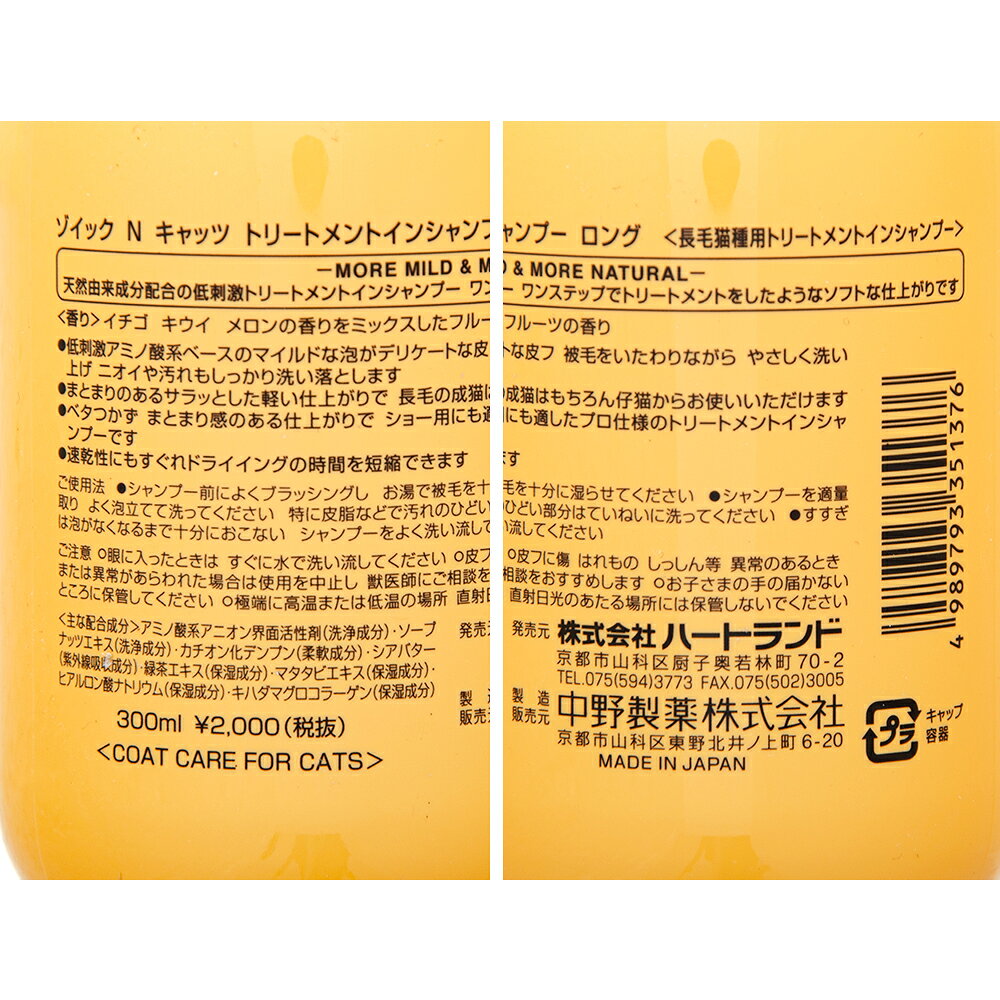 ゾイック N キャッツ トリートメントインシャンプ
−MORE MILD & M
天然由来成分配合の低刺激トリートメントインシャンプー ワン
〈香り〉イチゴ キウイ メロンの香りをミックスしたフルー
●低刺激アミノ酸系ベースのマイルドな泡がデリケートな皮
上げ ニオイや汚れもしっかり洗い落とします
●まとまりのあるサラッとした軽い仕上がりで 長毛の成猫は
●ベタつかず まとまり感のある仕上がりで ショー用にも適
ンプーです
●速乾性にもすぐれドライイングの時間を短縮できます
ご使用法 ●シャンプー前によくブラッシングし お湯で被毛を十
取り よく泡立てて洗ってください 特に皮脂などで汚れのひどい
は泡がなくなるまで十分におこない シャンプーをよく洗い流して
ご注意 ○眼に入ったときは すぐに水で洗い流してください ○皮フ
または異常があらわれた場合は使用を中止し 獣医師にご相談を
ところに保管してください ○極端に高温または低温の場所 直射日
〈主な配合成分〉アミノ酸系アニオン界面活性剤(洗浄成分)・ソープ
ナッツエキス(洗浄成分)・カチオン化デンプン(柔軟成分)・シアバター
(紫外線吸収成分)・緑茶エキス(保湿成分)・マタタビエキス(保湿成分)・
ヒアルロン酸ナトリウム(保湿成分)・キハダマグロコラーゲン(保湿成分)
発売元
製造
販売元
300ml ¥2,000(税抜)
<COAT CARE FOR CATS>
ャンプー ロング 〈長毛猫種用トリートメントインシャンプー〉
D & MORE NATURAL−
ー ワンステップでトリートメントをしたようなソフトな仕上がりです
フルーツの香り
トな皮フ 被毛をいたわりながら やさしく洗い
の成猫はもちろん仔猫からお使いいただけます
にも適したプロ仕様のトリートメントインシャ
ます
毛を十分に湿らせてください ●シャンプーを適量
ひどい部分はていねいに洗ってください ●すすぎ
い流してください
○皮フに傷 はれもの しっしん等 異常のあるとき
相談をおすすめします ○お子さまの手の届かない
直射日光のあたる場所には保管しないでください
発売元 株式会社 ハートランド
京都市山科区厨子奥若林町70-2
TEL.075(594)3773 FAX.075(502)3005
製造
販売元 中野製薬株式会社
京都市山科区東野北井ノ上町6-20
MADE IN JAPAN
プラ
キャップ
容器
4 989793 351376